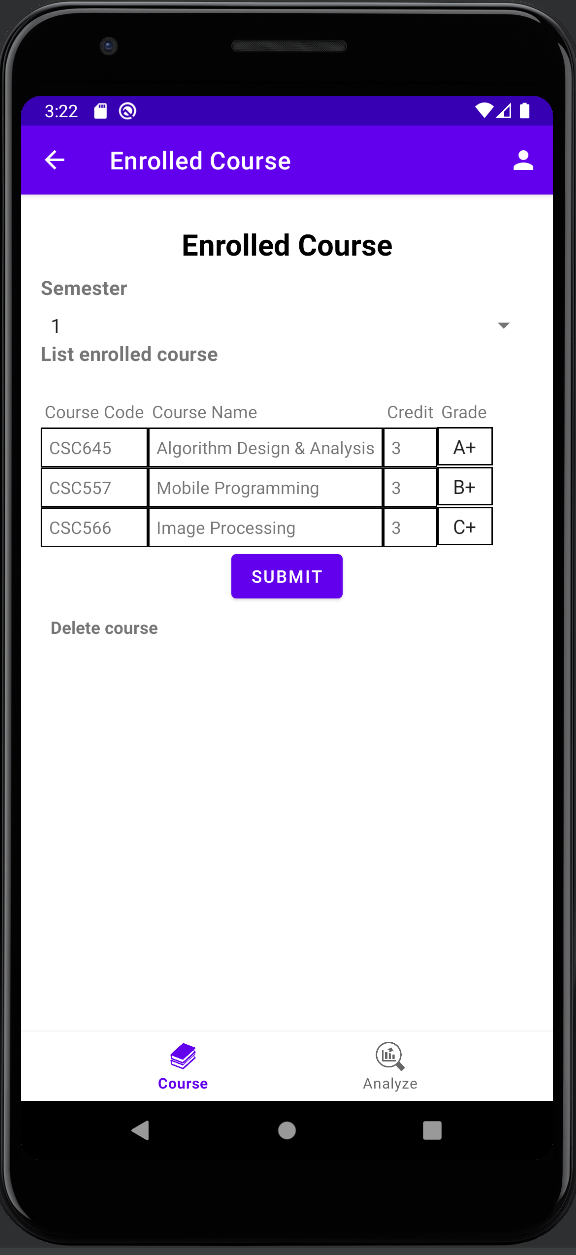 3:22
Enrolled Course
Enrolled Course
Semester
1
List enrolled course
Course Code Course Name Credit Grade
CSC645 Algorithm Design & Analysis 3 A+
CSC557 Mobile Programming 3 B+
CSC566 Image Processing 3 C+
SUBMIT
Delete course
Course Analyze